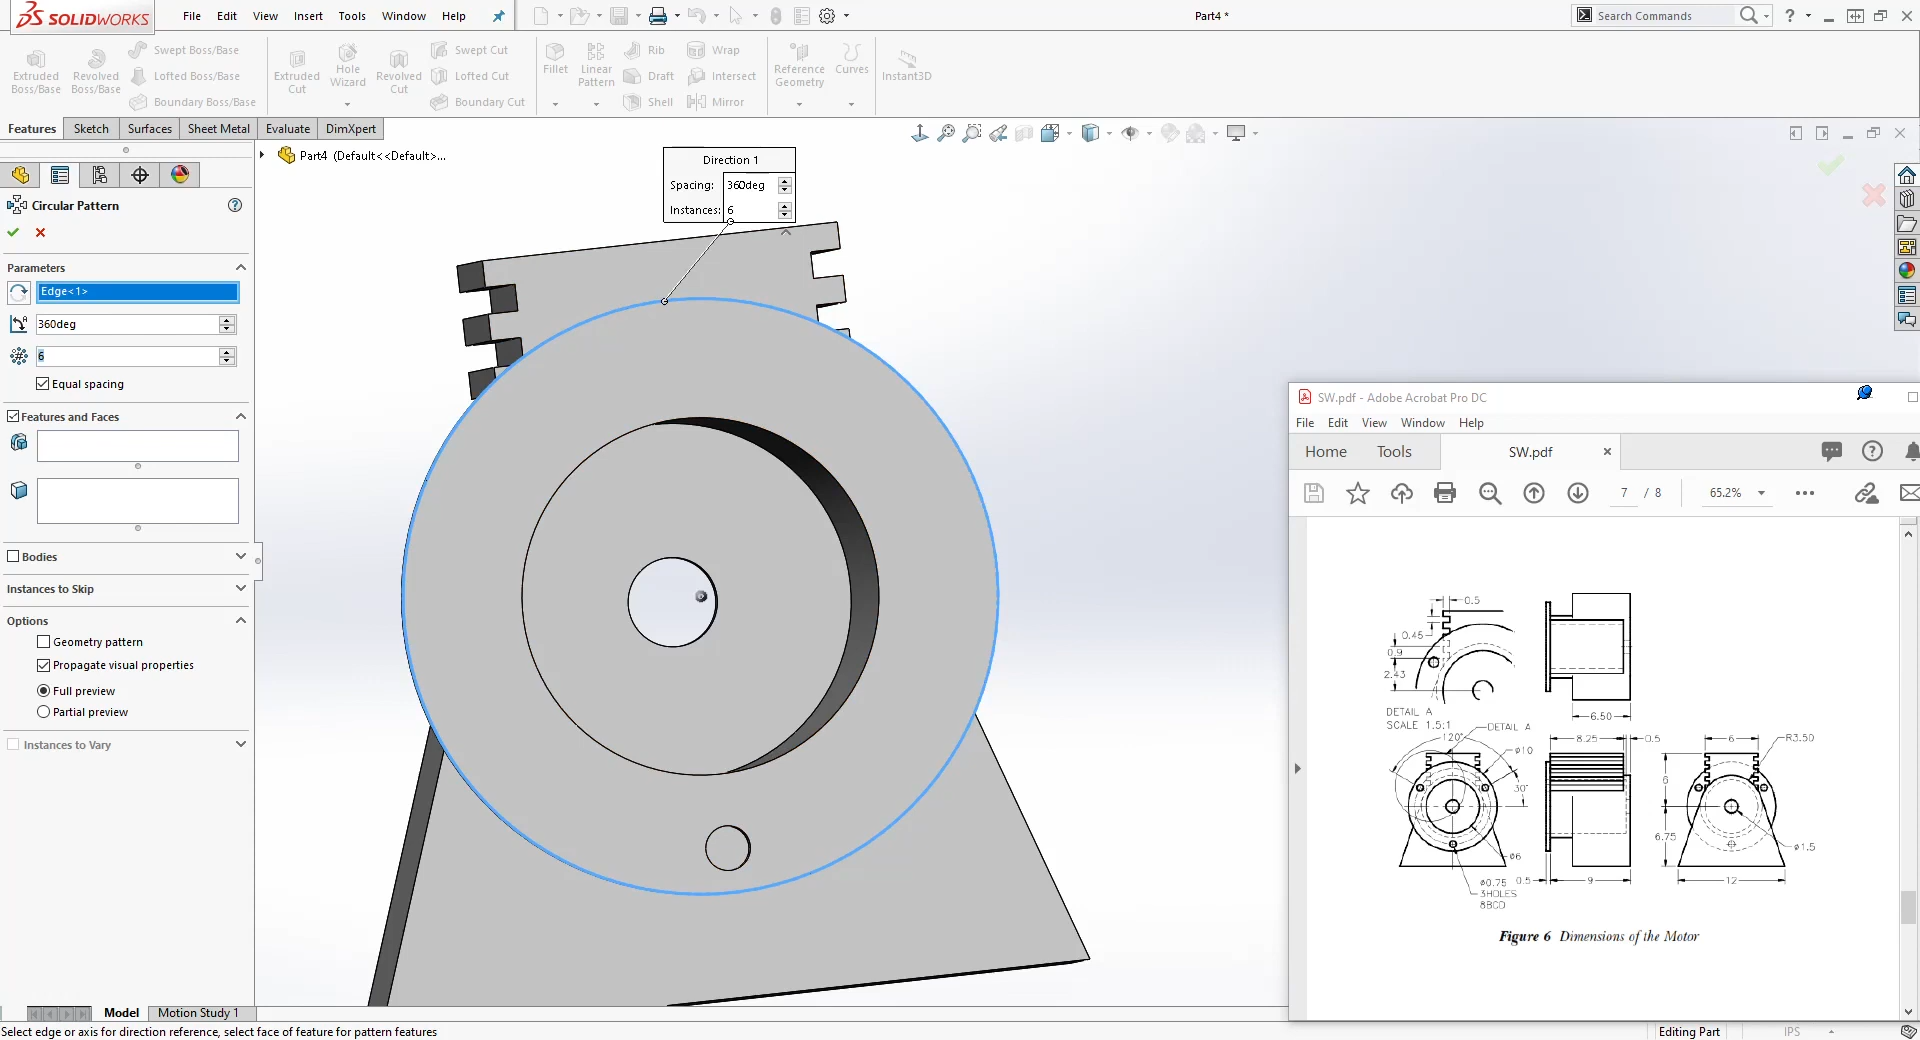 SOLIDWORKS
File Edit View Insert Tools Window Help
Part4 *
Search Commands
Extruded Boss/Base
Revolved Boss/Base
Swept Boss/Base
Lofted Boss/Base
Boundary Boss/Base
Extruded Cut
Hole Wizard
Revolved Cut
Swept Cut
Lofted Cut
Boundary Cut
Fillet
Linear Pattern
Rib
Draft
Shell
Wrap
Intersect
Mirror
Reference Geometry
Curves
Instant3D
Features Sketch Surfaces Sheet Metal Evaluate DimXpert
Part4 (Default<<Default>...
Circular Pattern
Parameters
Edge<1>
360deg
6
Equal spacing
Features and Faces
Bodies
Instances to Skip
Options
Geometry pattern
Propagate visual properties
Full preview
Partial preview
Instances to Vary
Direction 1
Spacing: 360deg
Instances: 6
SW.pdf - Adobe Acrobat Pro DC
File Edit View Window Help
Home Tools SW.pdf
7 / 8 65.2%
0.5
0.45
0.9
2.43
DETAIL A
SCALE 1.5:1
6.50
DETAIL A
120°
ø10
30°
ø6
ø0.75
3HOLES
8BCD
8.25
0.5
0.5
9
6
R3.50
6
6.75
ø1.5
12
Figure 6 Dimensions of the Motor
Model Motion Study 1
Select edge or axis for direction reference, select face of feature for pattern features
Editing Part
IPS